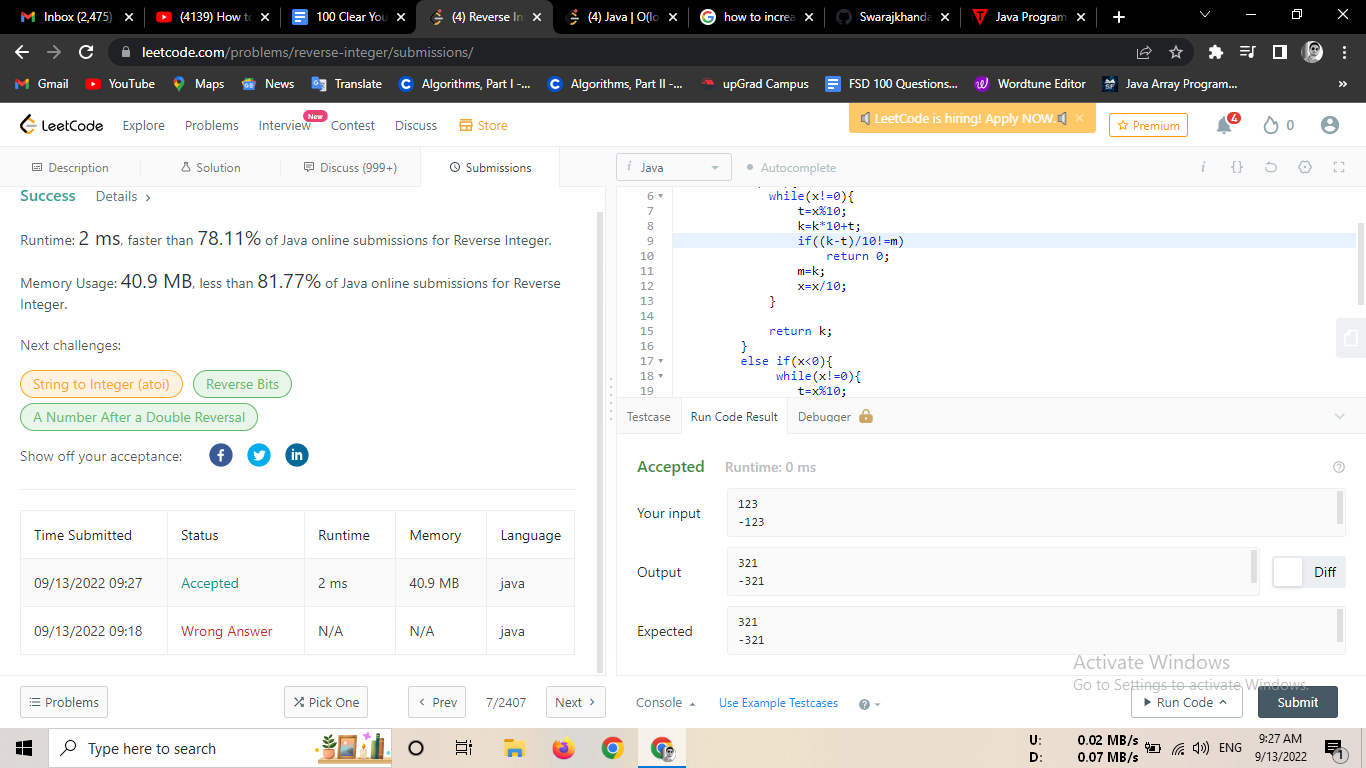 Inbox (2,475)
(4139) How to
100 Clear You
(4) Reverse In
(4) Java | O(lo
how to increa
Swarajkhanda
Java Program
leetcode.com/problems/reverse-integer/submissions/
Gmail
YouTube
Maps
News
Translate
Algorithms, Part I -...
Algorithms, Part II -...
upGrad Campus
FSD 100 Questions...
Wordtune Editor
Java Array Program...
»
LeetCode
Explore
Problems
Interview
New
Contest
Discuss
Store
LeetCode is hiring! Apply NOW.
Premium
4
0
Description
Solution
Discuss (999+)
Submissions
i Java
Autocomplete
Success Details >
Runtime: 2 ms, faster than 78.11% of Java online submissions for Reverse Integer.
Memory Usage: 40.9 MB, less than 81.77% of Java online submissions for Reverse
Integer.
Next challenges:
String to Integer (atoi)
Reverse Bits
A Number After a Double Reversal
Show off your acceptance:
Time Submitted Status Runtime Memory Language
09/13/2022 09:27 Accepted 2 ms 40.9 MB java
09/13/2022 09:18 Wrong Answer N/A N/A java
6 while(x!=0){
7 t=x%10;
8 k=k*10+t;
9 if((k-t)/10!=m)
10 return 0;
11 m=k;
12 x=x/10;
13 }
14
15 return k;
16 }
17 else if(x<0){
18 while(x!=0){
19 t=x%10;
Testcase
Run Code Result
Debugger
Accepted Runtime: 0 ms
Your input
123
-123
Output
321
-321
Diff
Expected
321
-321
Activate Windows
Go to Settings to activate Windows.
Problems
Pick One
< Prev
7/2407
Next >
Console
Use Example Testcases
Run Code
Submit
Type here to search
U: 0.02 MB/s
D: 0.07 MB/s
ENG
9:27 AM
9/13/2022
1